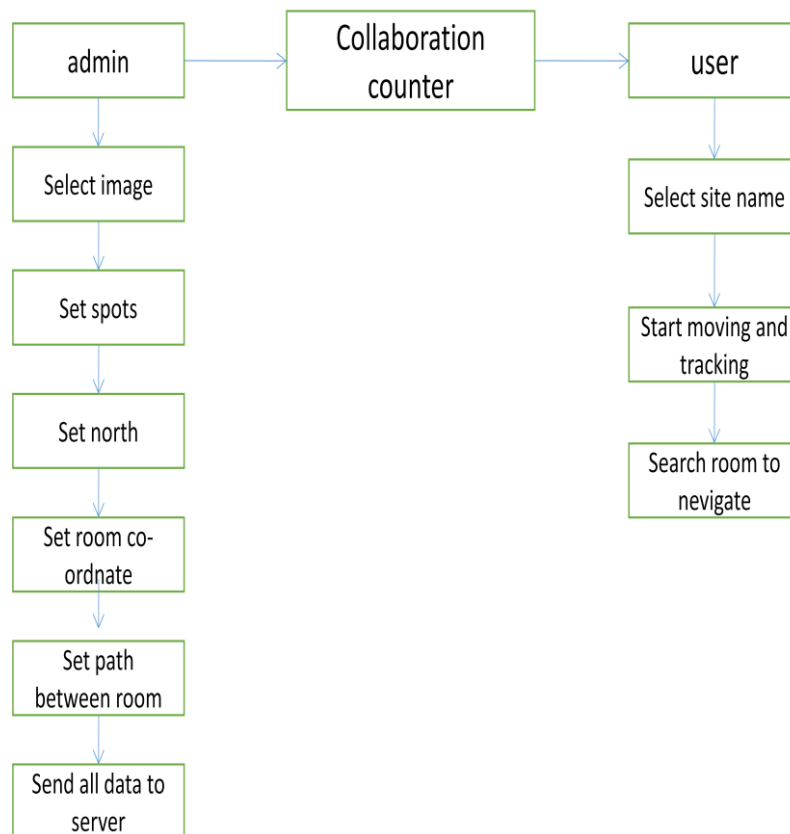 admin
Collaboration
counter
user
Select image
Set spots
Set north
Set room co-
ordnate
Set path
between room
Send all data to
server
Select site name
Start moving and
tracking
Search room to
nevigate